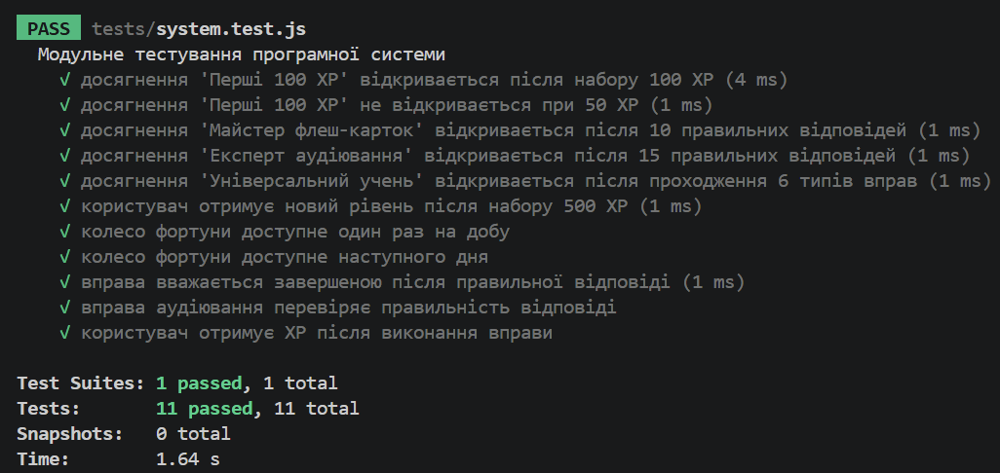 PASS tests/system.test.js
Модульне тестування програмної системи
√ досягнення 'Перші 100 XP' відкривається після набору 100 XP (4 ms)
√ досягнення 'Перші 100 XP' не відкривається при 50 XP (1 ms)
√ досягнення 'Майстер флеш-карток' відкривається після 10 правильних відповідей (1 ms)
√ досягнення 'Експерт аудіювання' відкривається після 15 правильних відповідей (1 ms)
√ досягнення 'Універсальний учень' відкривається після проходження 6 типів вправ (1 ms)
√ користувач отримує новий рівень після набору 500 XP (1 ms)
√ колесо фортуни доступне один раз на добу
√ колесо фортуни доступне наступного дня
√ вправа вважається завершеною після правильної відповіді (1 ms)
√ вправа аудіювання перевіряє правильність відповіді
√ користувач отримує XP після виконання вправи
Test Suites: 1 passed, 1 total
Tests: 11 passed, 11 total
Snapshots: 0 total
Time: 1.64 s